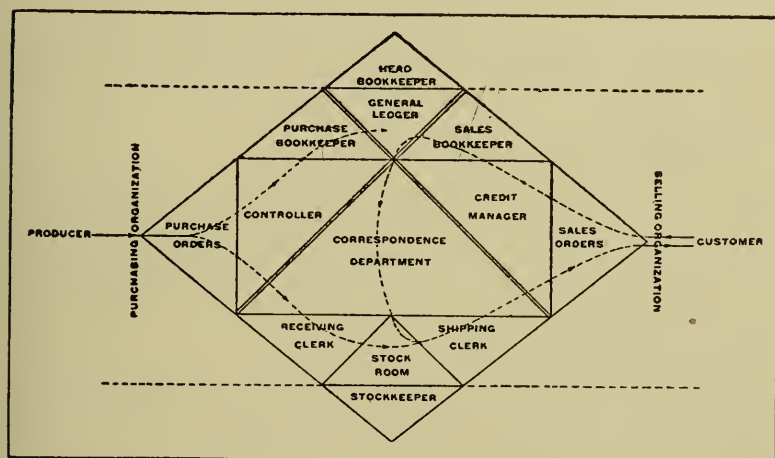 HEAD
BOOKKEEPER
GENERAL
LEDGER
PURCHASE
BOOKKEEPER
SALES
BOOKKEEPER
PURCHASING ORGANIZATION
SELLING ORGANIZATION
CONTROLLER
CREDIT
MANAGER
PRODUCER
PURCHASE
ORDERS
CORRESPONDENCE
DEPARTMENT
SALES
ORDERS
CUSTOMER
RECEIVING
CLERK
SHIPPING
CLERK
STOCK
ROOM
STOCKKEEPER